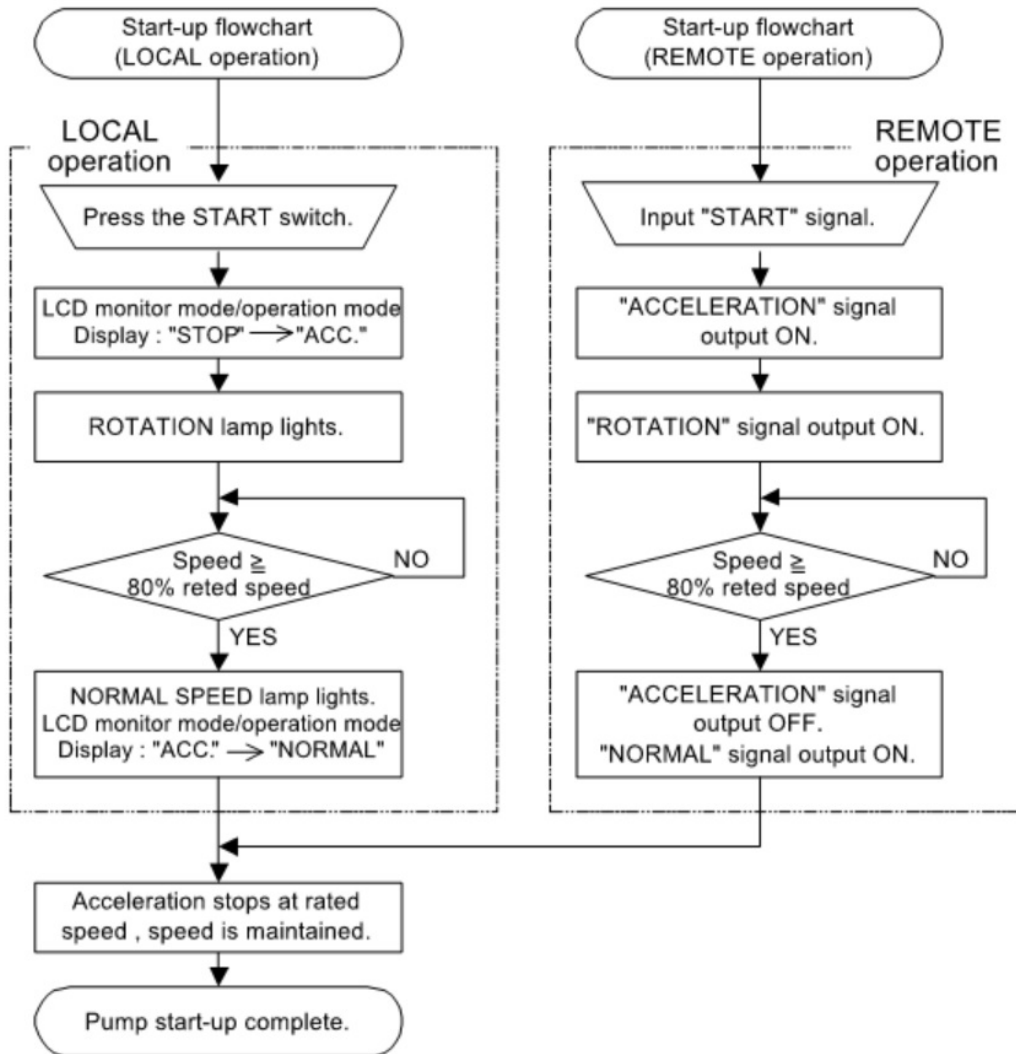 Start-up flowchart
(LOCAL operation)
LOCAL
operation
Press the START switch.
LCD monitor mode/operation mode
Display : "STOP" → "ACC."
ROTATION lamp lights.
Speed ≧
80% reted speed
NO
YES
NORMAL SPEED lamp lights.
LCD monitor mode/operation mode
Display : "ACC." → "NORMAL"
Start-up flowchart
(REMOTE operation)
REMOTE
operation
Input "START" signal.
"ACCELERATION" signal
output ON.
"ROTATION" signal output ON.
Speed ≧
80% reted speed
NO
YES
"ACCELERATION" signal
output OFF.
"NORMAL" signal output ON.
Acceleration stops at rated
speed , speed is maintained.
Pump start-up complete.